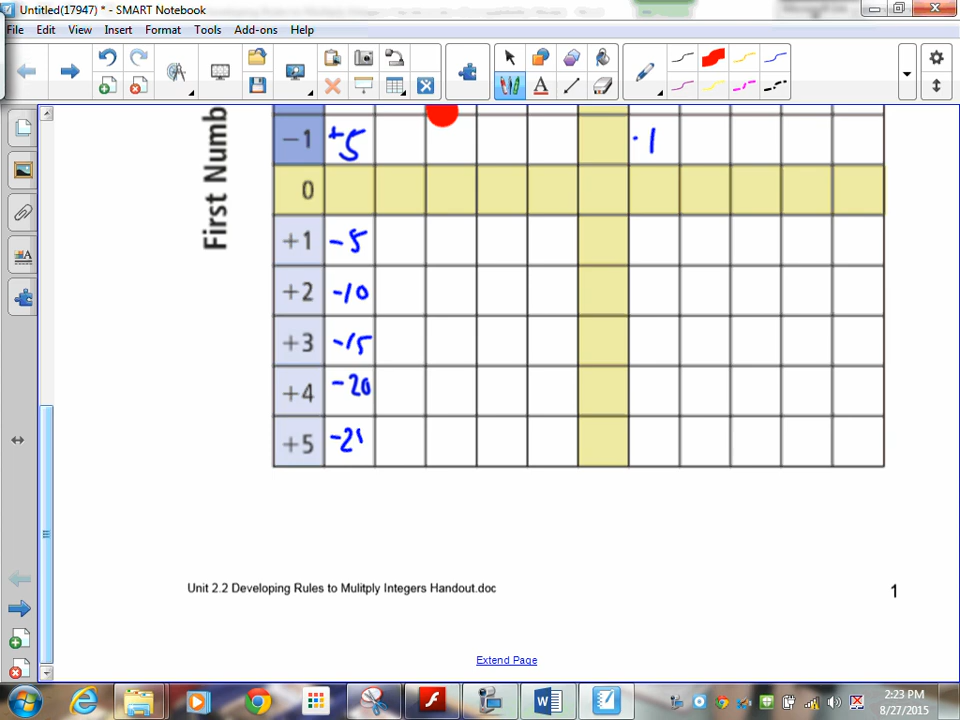 Untitled(17947) * - SMART Notebook
File Edit View Insert Format Tools Add-ons Help
First Numb
−1 +5 -1
0
+1 -5
+2 -10
+3 -15
+4 -20
+5
Unit 2.2 Developing Rules to Mulitply Integers Handout.doc
1
Extend Page
2:23 PM
8/27/2015